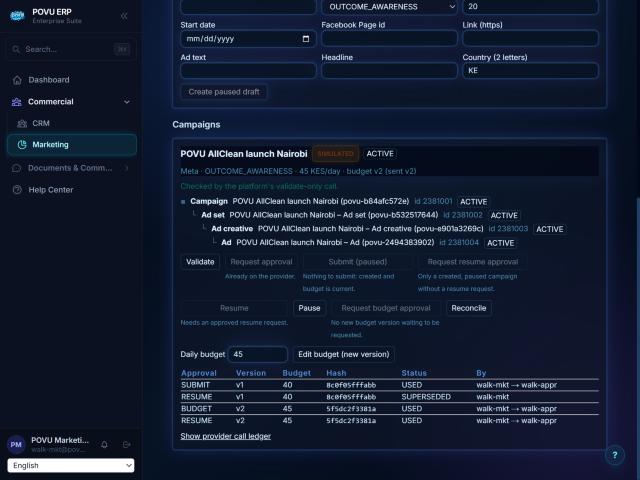 POVU ERP
Enterprise Suite
Search...
Dashboard
Commercial
CRM
Marketing
Documents & Comm...
Help Center
PM
POVU Marketi...
walk-mkt@pov...
English
OUTCOME_AWARENESS
20
Start date
Facebook Page id
Link (https)
mm/dd/yyyy
Ad text
Headline
Country (2 letters)
KE
Create paused draft
Campaigns
POVU AllClean launch Nairobi SIMULATED ACTIVE
Meta · OUTCOME_AWARENESS · 45 KES/day · budget v2 (sent v2)
Checked by the platform's validate-only call.
Campaign POVU AllClean launch Nairobi (povu-b84afc572e) id 2381001 ACTIVE
└ Ad set POVU AllClean launch Nairobi – Ad set (povu-b532517644) id 2381002 ACTIVE
└ Ad creative POVU AllClean launch Nairobi – Ad creative (povu-e901a3269c) id 2381003 ACTIVE
└ Ad POVU AllClean launch Nairobi – Ad (povu-2494383902) id 2381004 ACTIVE
Validate Request approval Submit (paused) Request resume approval
Already on the provider. Nothing to submit: created and budget is current. Only a created, paused campaign without a resume request.
Resume Pause Request budget approval Reconcile
Needs an approved resume request. No new budget version waiting to be requested.
Daily budget 45 Edit budget (new version)
Approval Version Budget Hash Status By
SUBMIT v1 40 8c0f05fffabb USED walk-mkt → walk-appr
RESUME v1 40 8c0f05fffabb SUPERSEDED walk-mkt
BUDGET v2 45 5f5dc2f3381a USED walk-mkt → walk-appr
RESUME v2 45 5f5dc2f3381a USED walk-mkt → walk-appr
Show provider call ledger
?